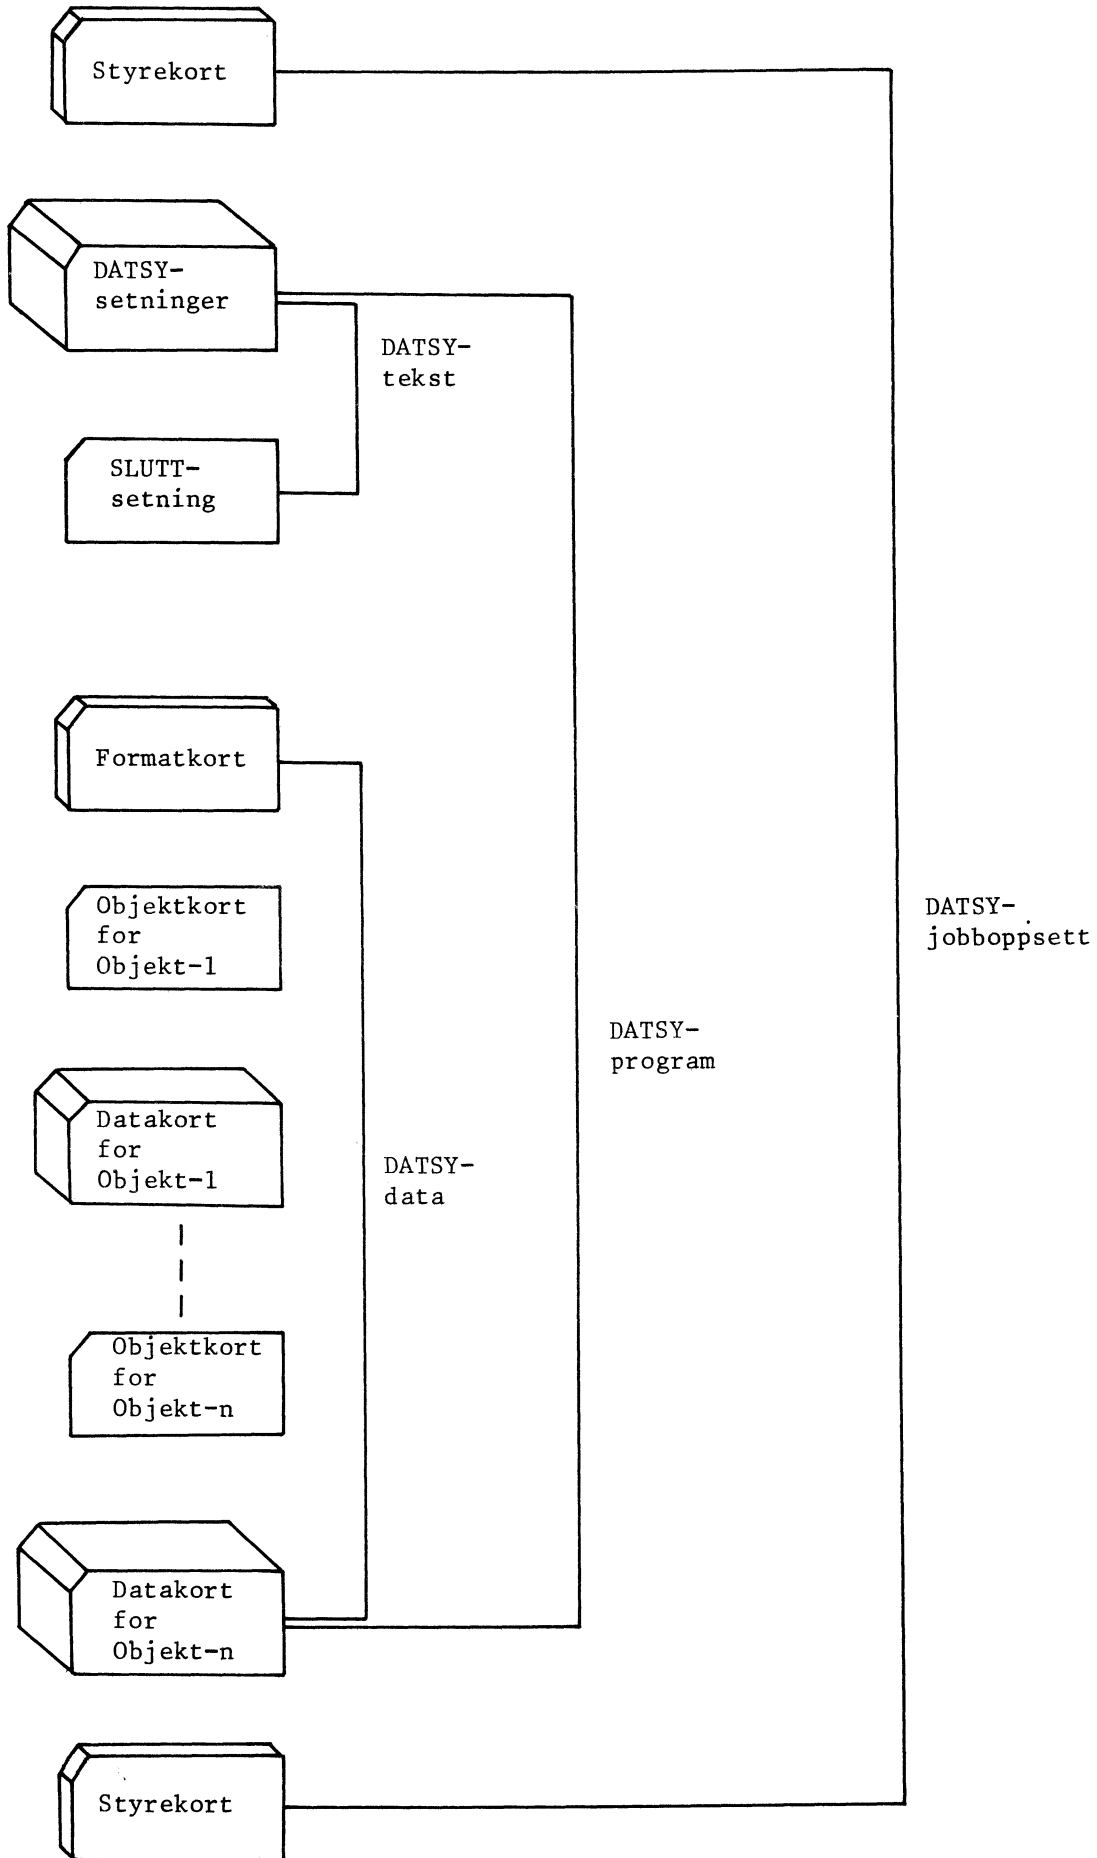 Styrekort
DATSY-
setninger
DATSY-
tekst
SLUTT-
setning
Formatkort
Objektkort
for
Objekt-1
DATSY-
jobboppsett
DATSY-
program
Datakort
for
Objekt-1
DATSY-
data
Objektkort
for
Objekt-n
Datakort
for
Objekt-n
Styrekort